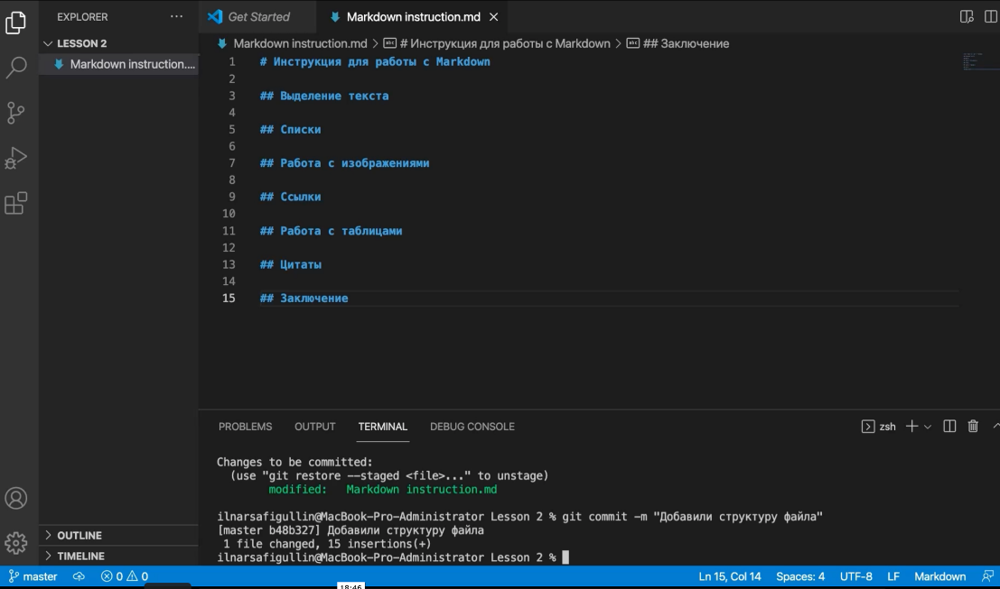 EXPLORER ...
Get Started
Markdown instruction.md
LESSON 2
Markdown instruction....
Markdown instruction.md > # Инструкция для работы с Markdown > ## Заключение
1 # Инструкция для работы с Markdown
2
3 ## Выделение текста
4
5 ## Списки
6
7 ## Работа с изображениями
8
9 ## Ссылки
10
11 ## Работа с таблицами
12
13 ## Цитаты
14
15 ## Заключение
PROBLEMS OUTPUT TERMINAL DEBUG CONSOLE
zsh
Changes to be committed:
(use "git restore --staged <file>..." to unstage)
modified: Markdown instruction.md
ilnarsafigullin@MacBook-Pro-Administrator Lesson 2 % git commit -m "Добавили структуру файла"
[master b48b327] Добавили структуру файла
1 file changed, 15 insertions(+)
ilnarsafigullin@MacBook-Pro-Administrator Lesson 2 %
OUTLINE
TIMELINE
master 0 0
Ln 15, Col 14 Spaces: 4 UTF-8 LF Markdown
18:46